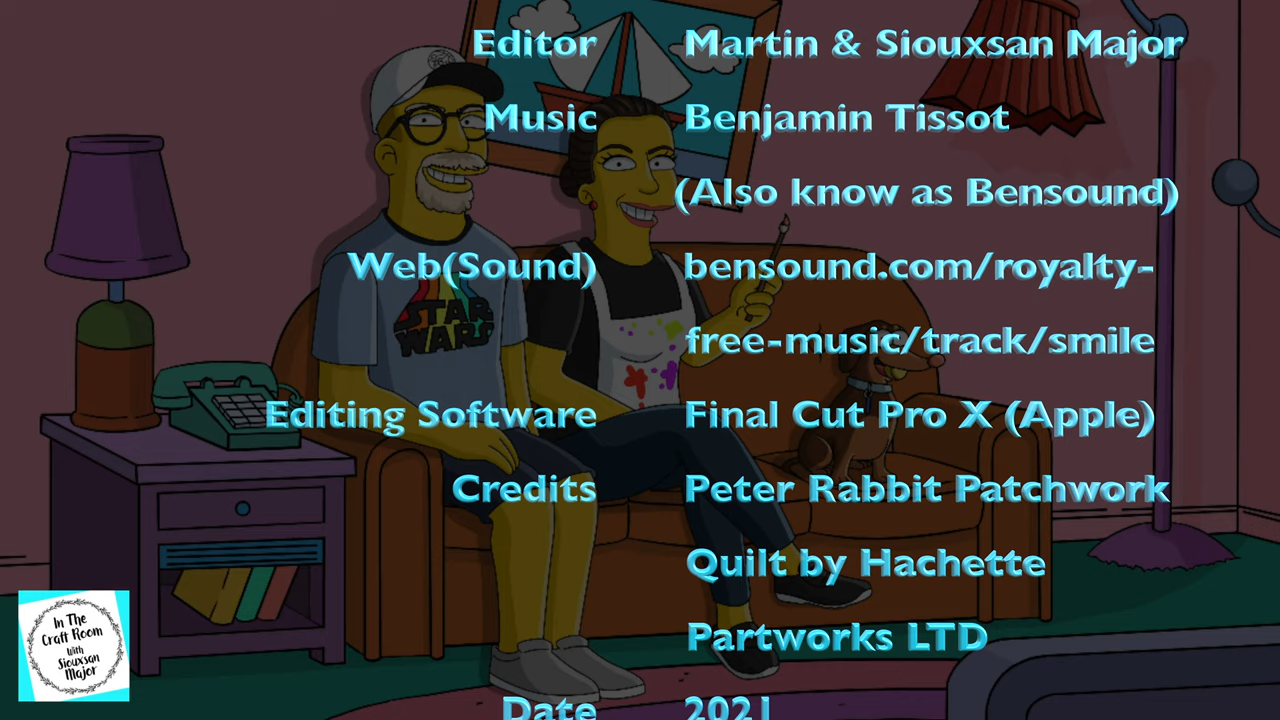 Editor Martin & Siouxsan Major
Music Benjamin Tissot
(Also know as Bensound)
Web(Sound) bensound.com/royalty-
free-music/track/smile
Editing Software Final Cut Pro X (Apple)
Credits Peter Rabbit Patchwork
Quilt by Hachette
Partworks LTD
Date 2021
STAR
WARS
In The
Craft Room
with
Siouxsan
Major